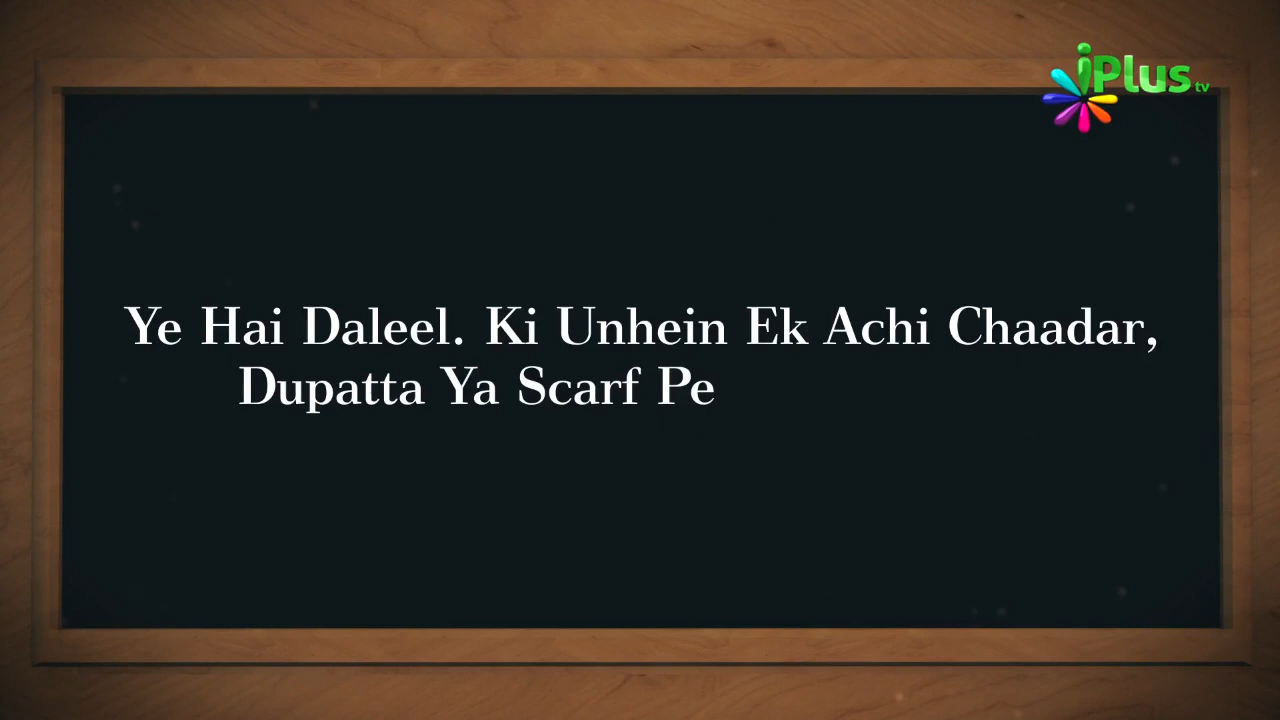 iPlus tv
Ye Hai Daleel. Ki Unhein Ek Achi Chaadar,
Dupatta Ya Scarf Pe